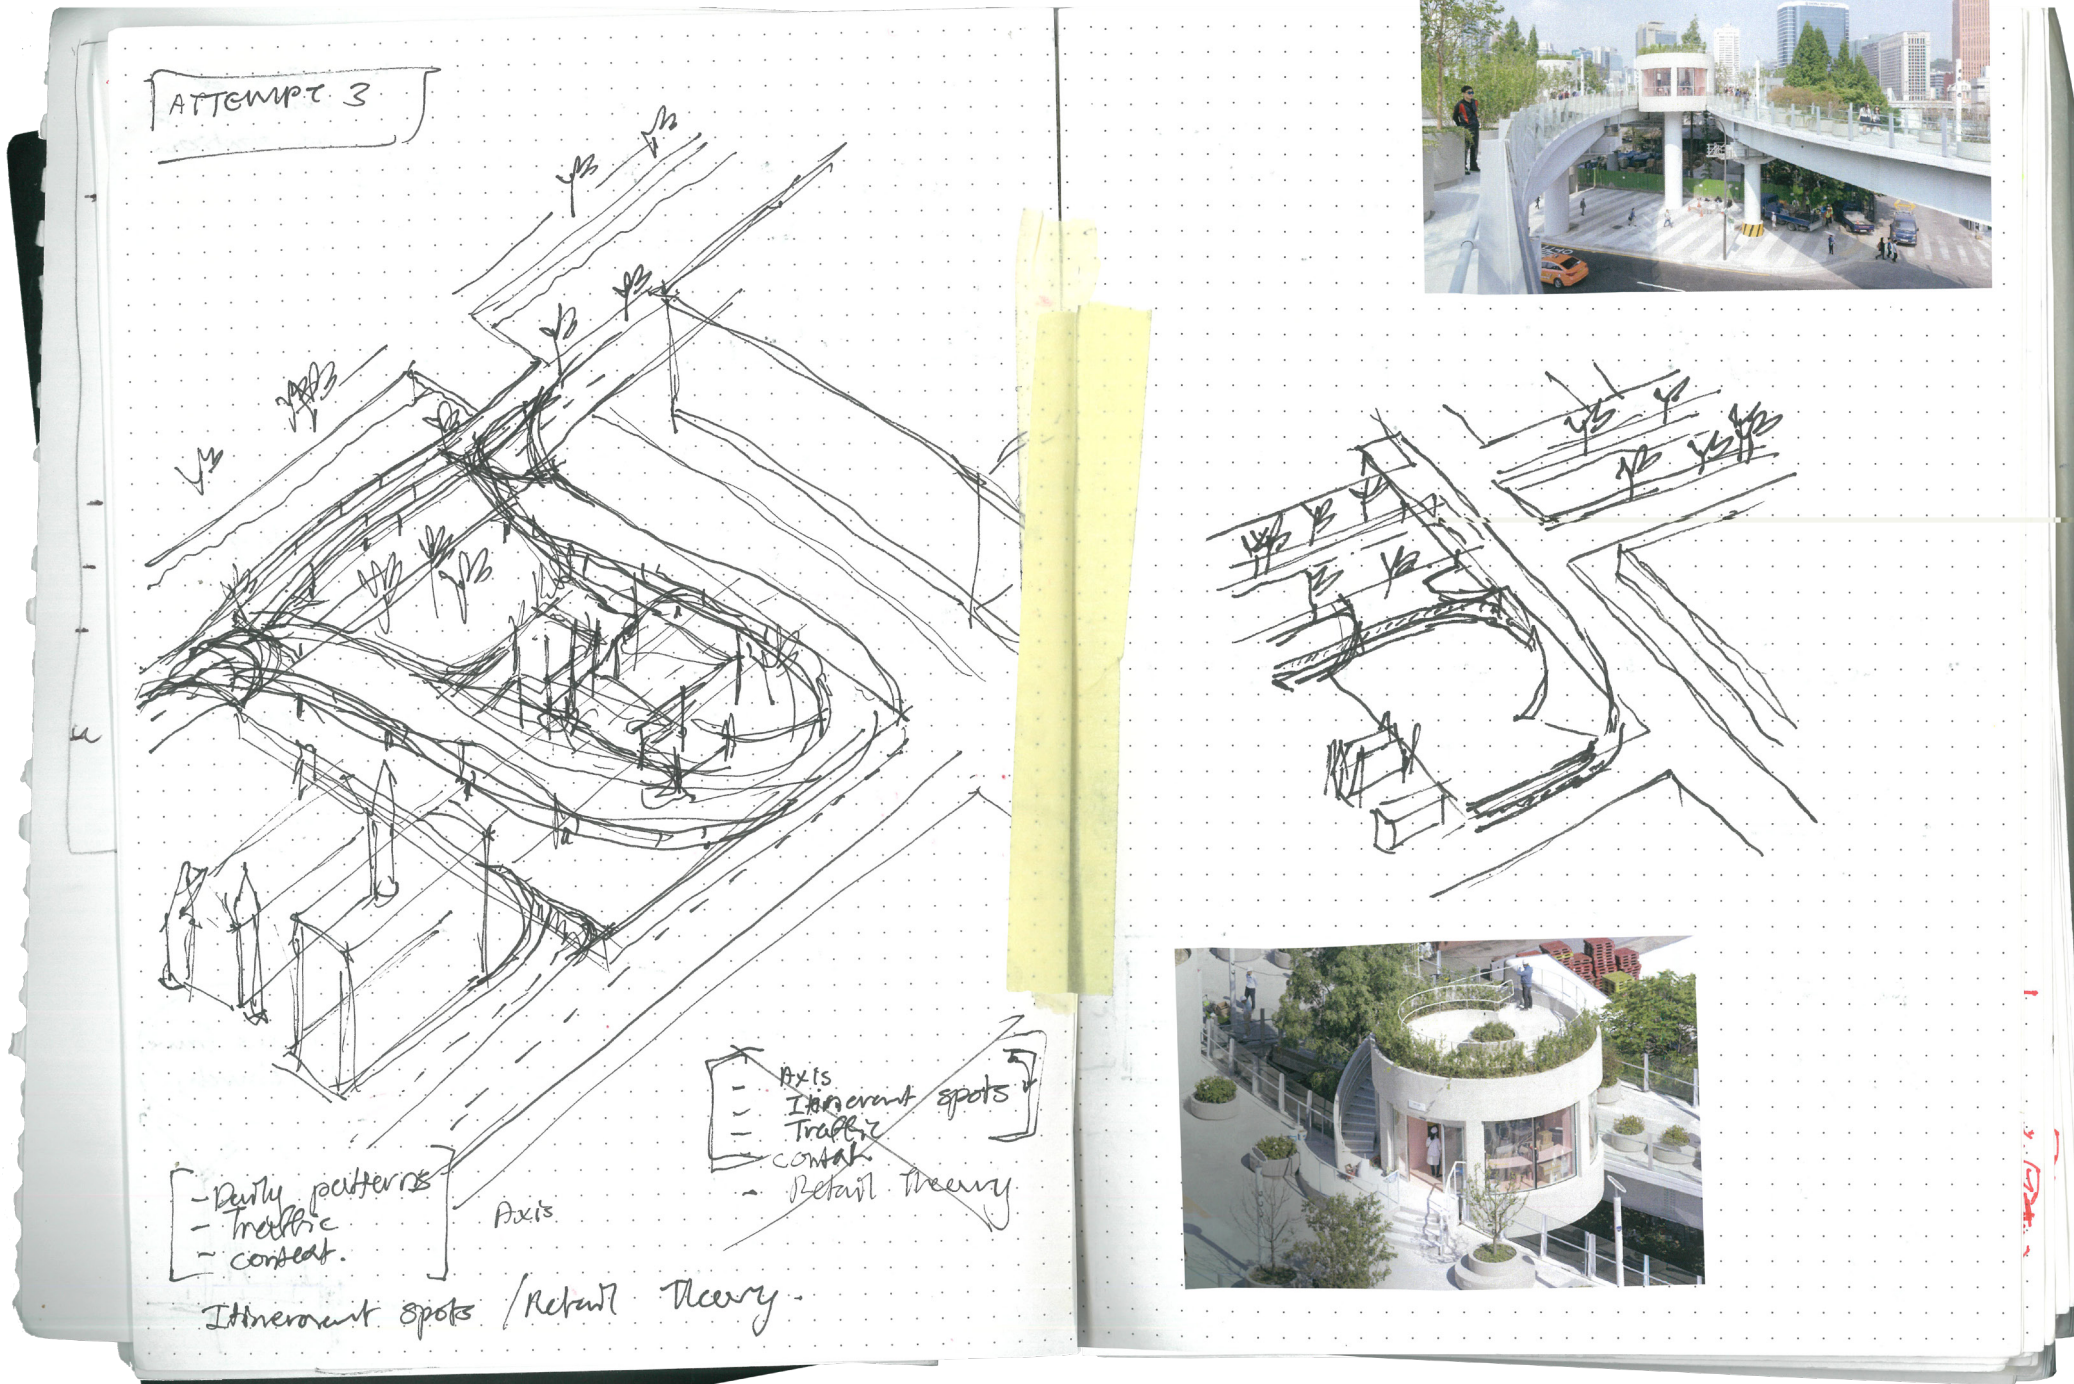 ATTEMPT 3
- Axis
- Itinerant spots
- Traffic
- context
- Retail Theory
- Daily patterns
- Traffic
- context.
Axis
Itinerant spots / Retail Theory.